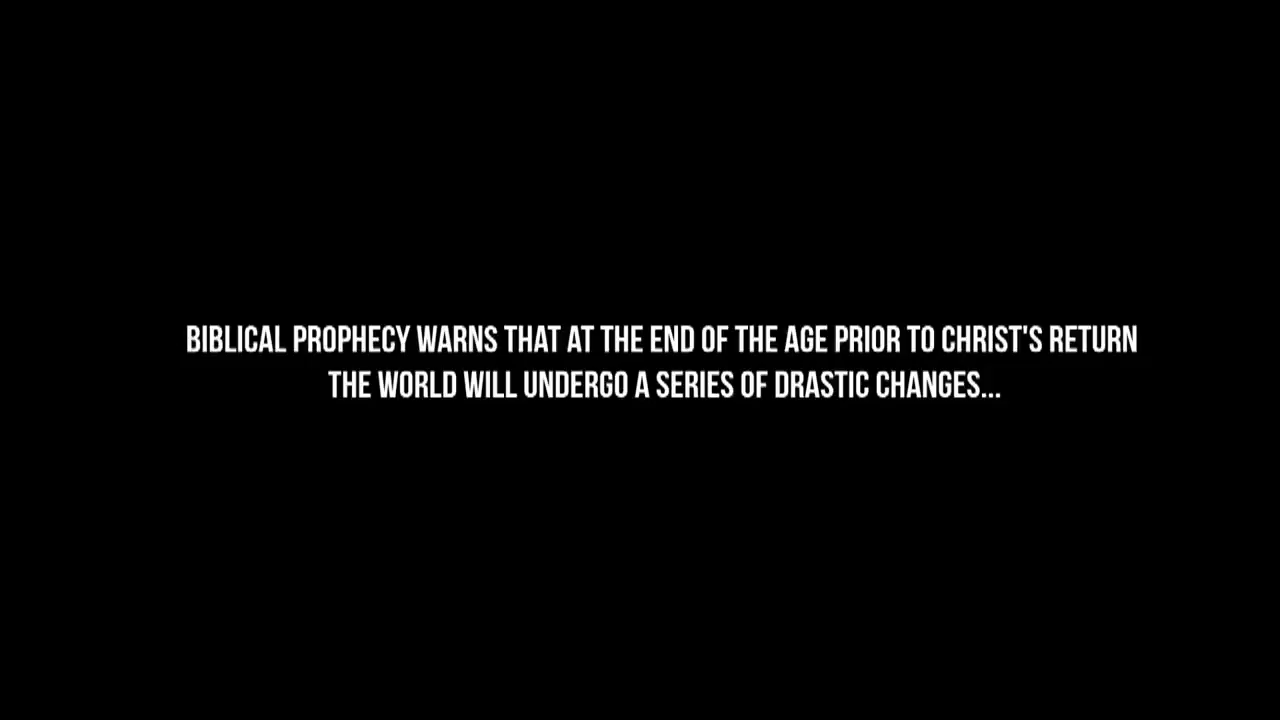 BIBLICAL PROPHECY WARNS THAT AT THE END OF THE AGE PRIOR TO CHRIST'S RETURN
THE WORLD WILL UNDERGO A SERIES OF DRASTIC CHANGES...